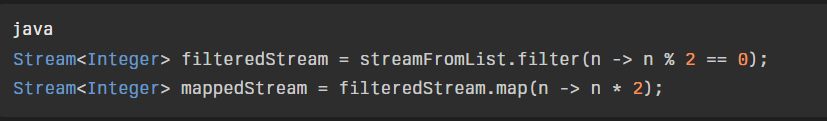 java
Stream<Integer> filteredStream = streamFromList.filter(n -> n % 2 == 0);
Stream<Integer> mappedStream = filteredStream.map(n -> n * 2);